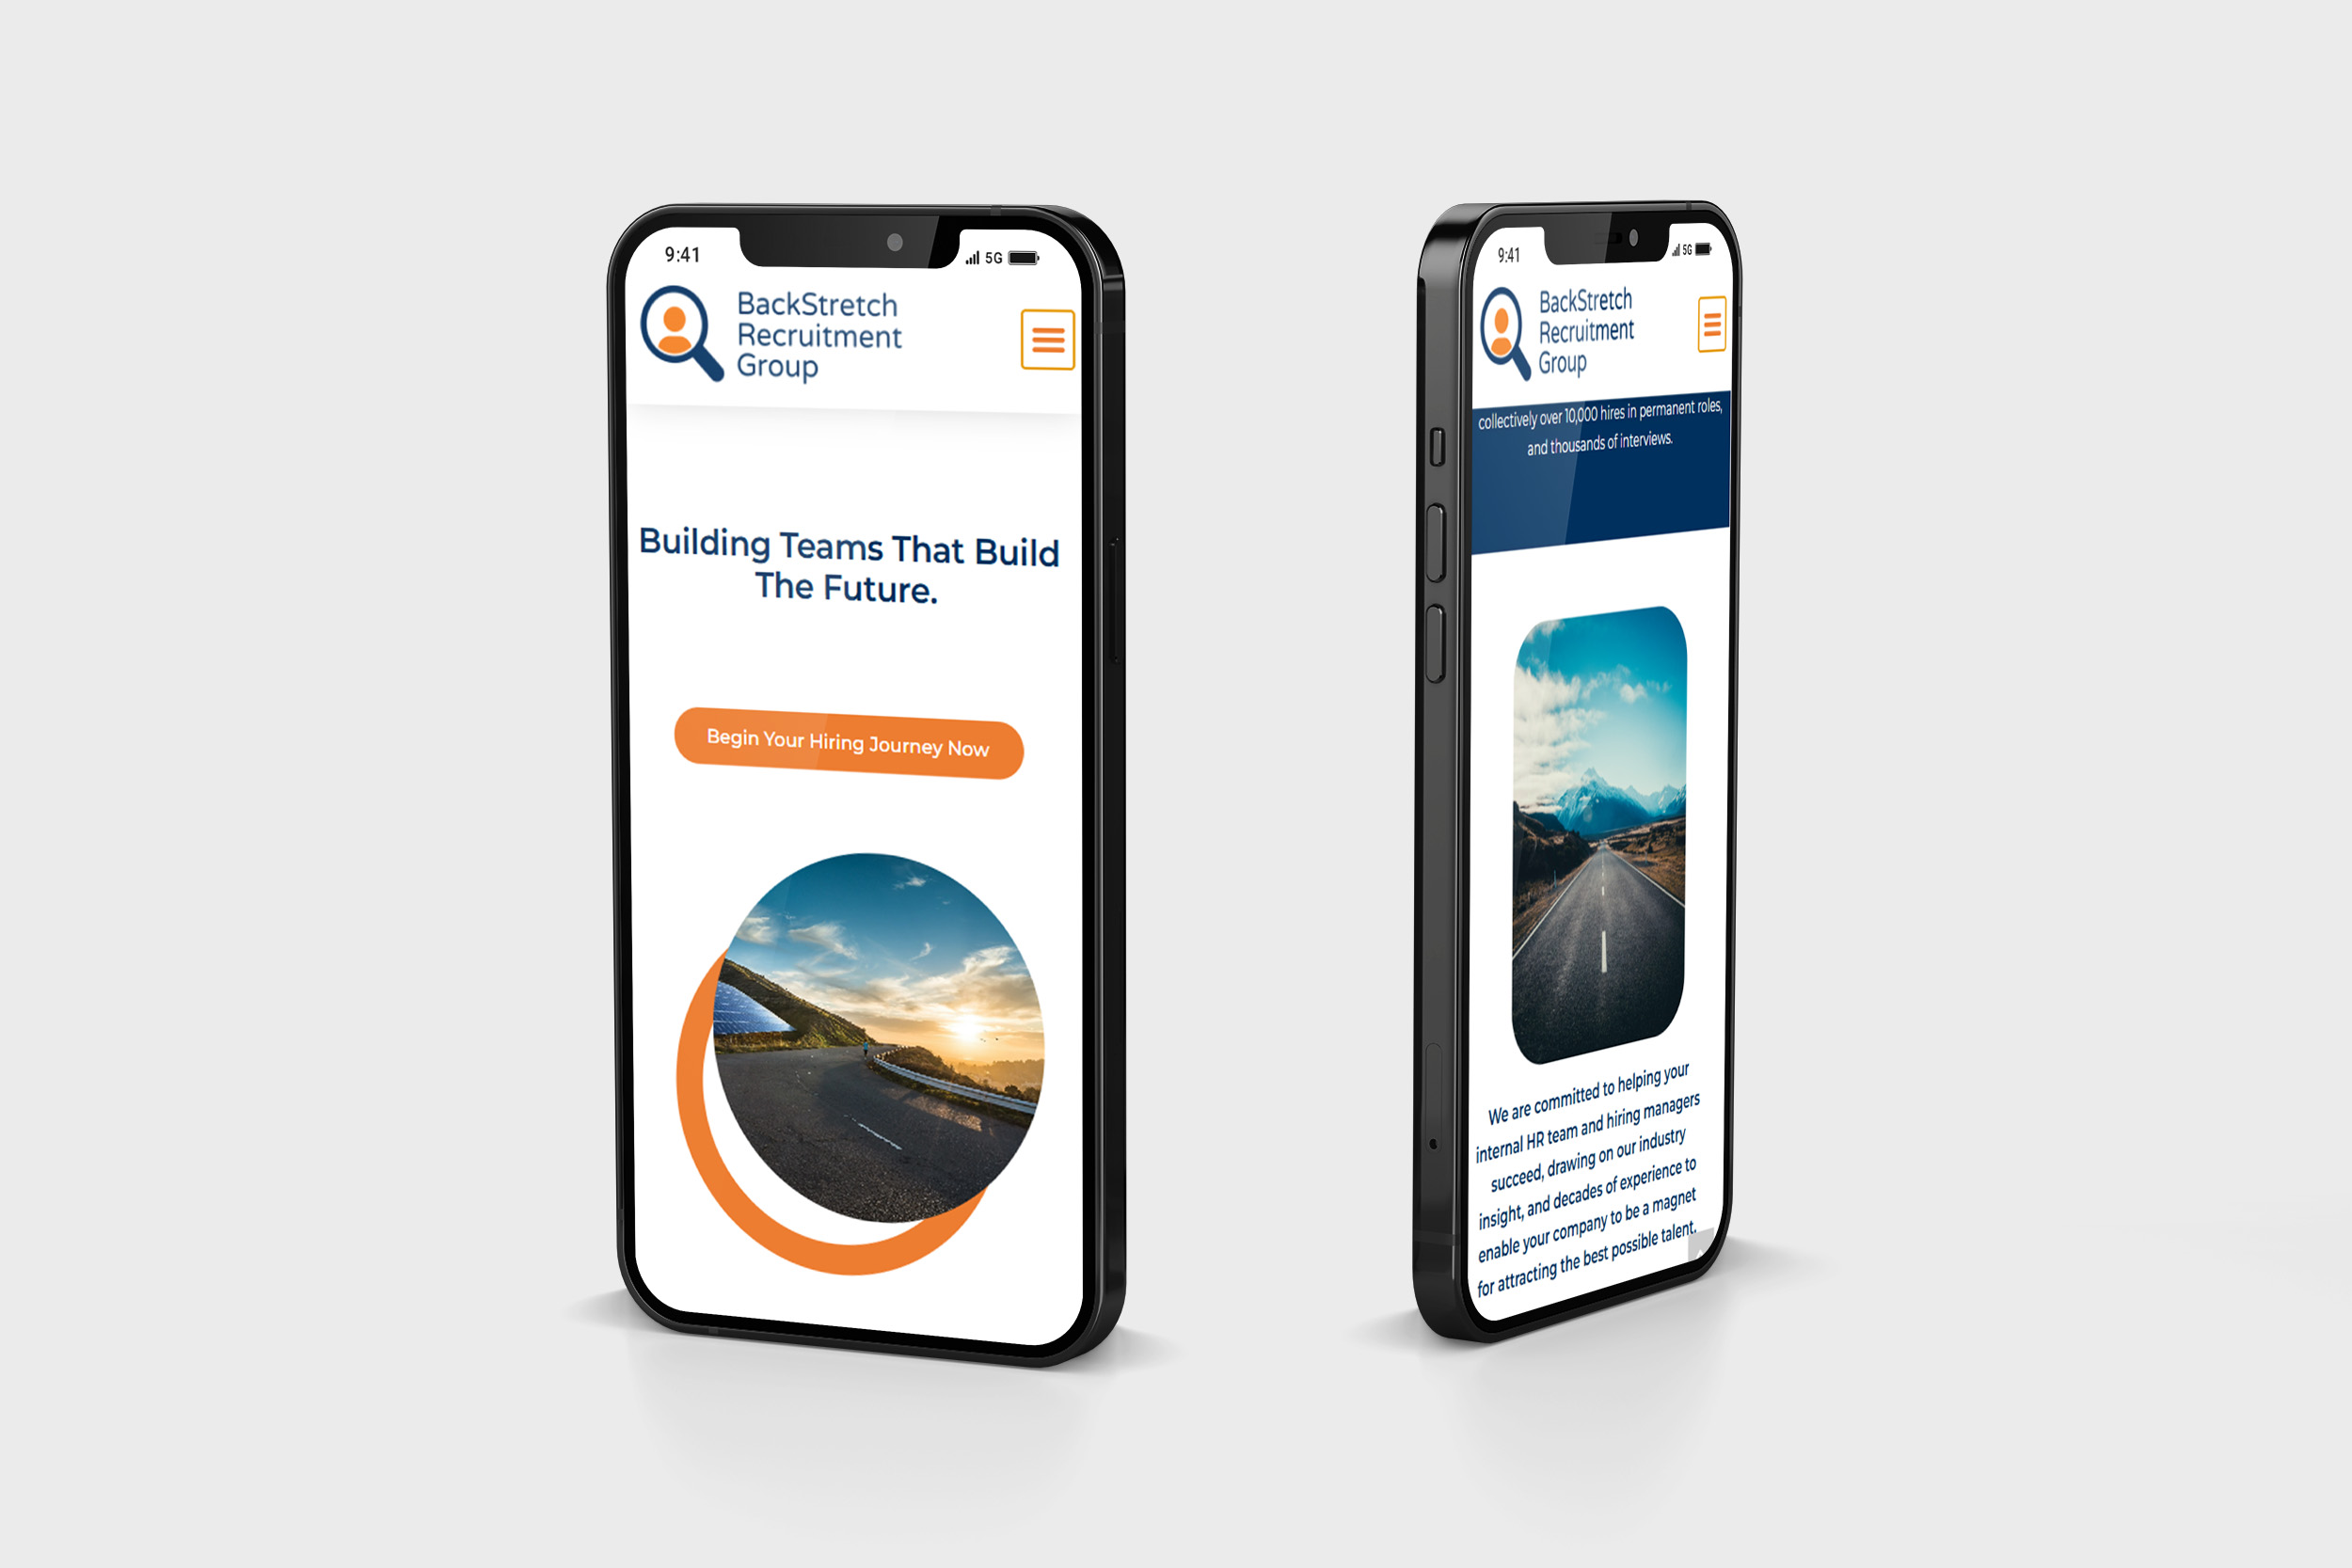 9:41
5G
BackStretch
Recruitment
Group
Building Teams That Build
The Future.
Begin Your Hiring Journey Now
9:41
5G
BackStretch
Recruitment
Group
collectively over 10,000 hires in permanent roles,
and thousands of interviews.
We are committed to helping your
internal HR team and hiring managers
succeed, drawing on our industry
insight, and decades of experience to
enable your company to be a magnet
for attracting the best possible talent.